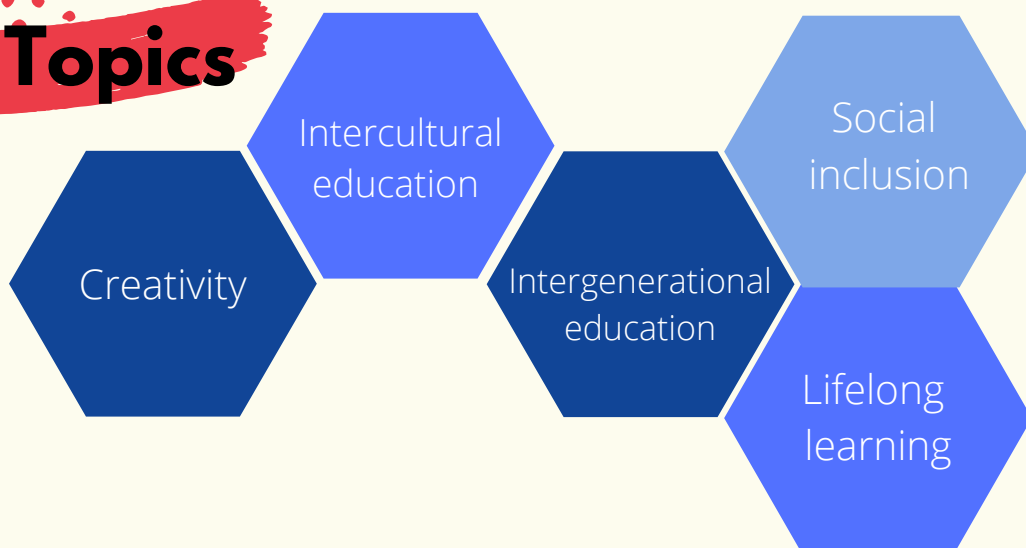 Topics
Creativity
Intercultural
education
Intergenerational
education
Social
inclusion
Lifelong
learning